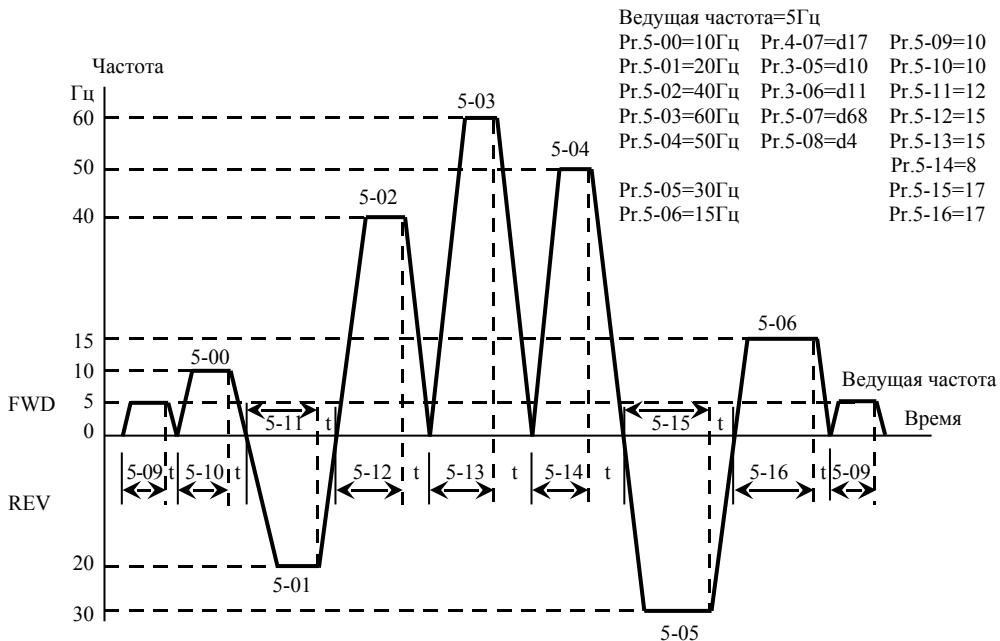 Ведущая частота=5Гц
Pr.5-00=10Гц Pr.4-07=d17 Pr.5-09=10
Pr.5-01=20Гц Pr.3-05=d10 Pr.5-10=10
Pr.5-02=40Гц Pr.3-06=d11 Pr.5-11=12
Pr.5-03=60Гц Pr.5-07=d68 Pr.5-12=15
Pr.5-04=50Гц Pr.5-08=d4 Pr.5-13=15
Pr.5-14=8
Pr.5-05=30Гц Pr.5-15=17
Pr.5-06=15Гц Pr.5-16=17
Частота
Гц
5-03
60
5-04
50
5-02
40
5-06
15
5-00
10
Ведущая частота
5
FWD
Время
0
5-11 t 5-15 t
5-09 t 5-10 t 5-12 t 5-13 t 5-14 t 5-16 t 5-09
REV
20
5-01
30
5-05